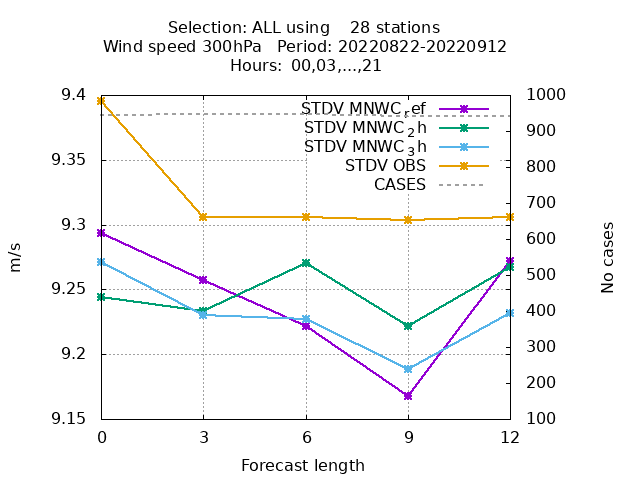 Selection: ALL using    28 stations
Wind speed 300hPa   Period: 20220822-20220912
Hours: 00,03,...,21
STDV MNWC_ref
STDV MNWC_2h
STDV MNWC_3h
STDV OBS
CASES
9.4
9.35
9.3
9.25
9.2
9.15
m/s
1000
900
800
700
600
500
400
300
200
100
No cases
0 3 6 9 12
Forecast length